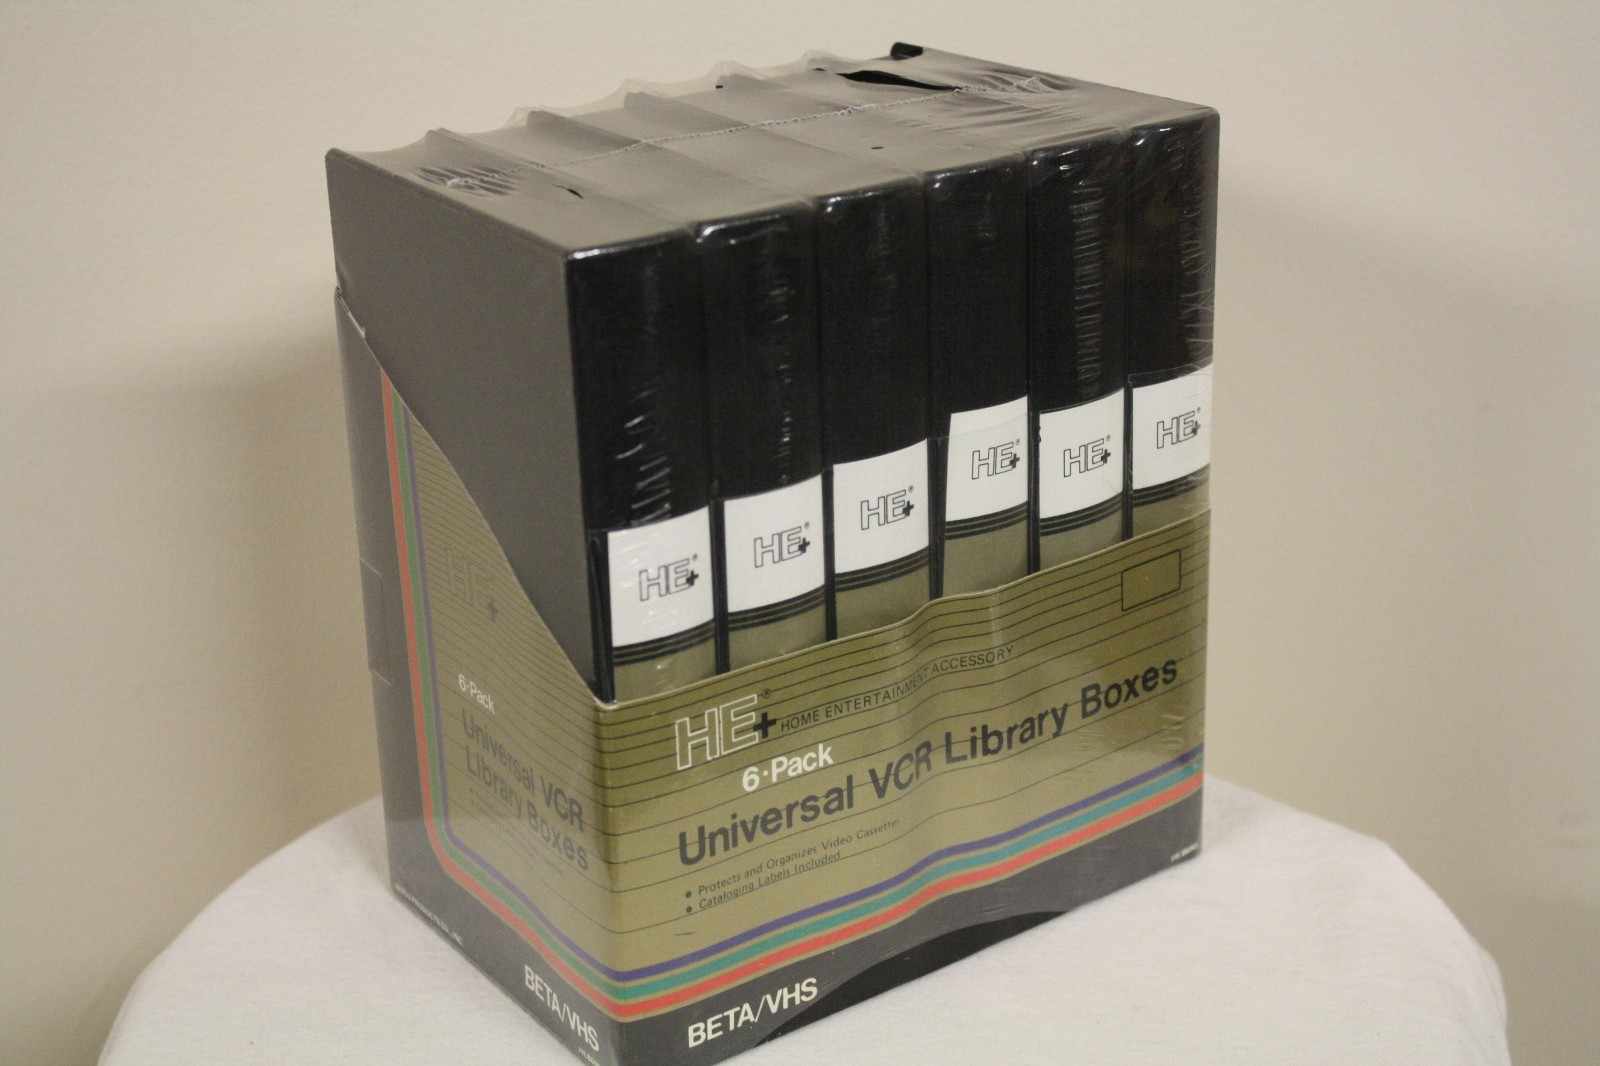 HE+®
HE+®
HE+®
HE+®
HE+®
HE+®
HE+® HOME ENTERTAINMENT ACCESSORY
6·Pack
Universal VCR Library Boxes
• Protects and Organizes Video Cassettes
• Cataloging Labels Included
BETA/VHS
HE+
6·Pack
Universal VCR
Library Boxes
BETA/VHS